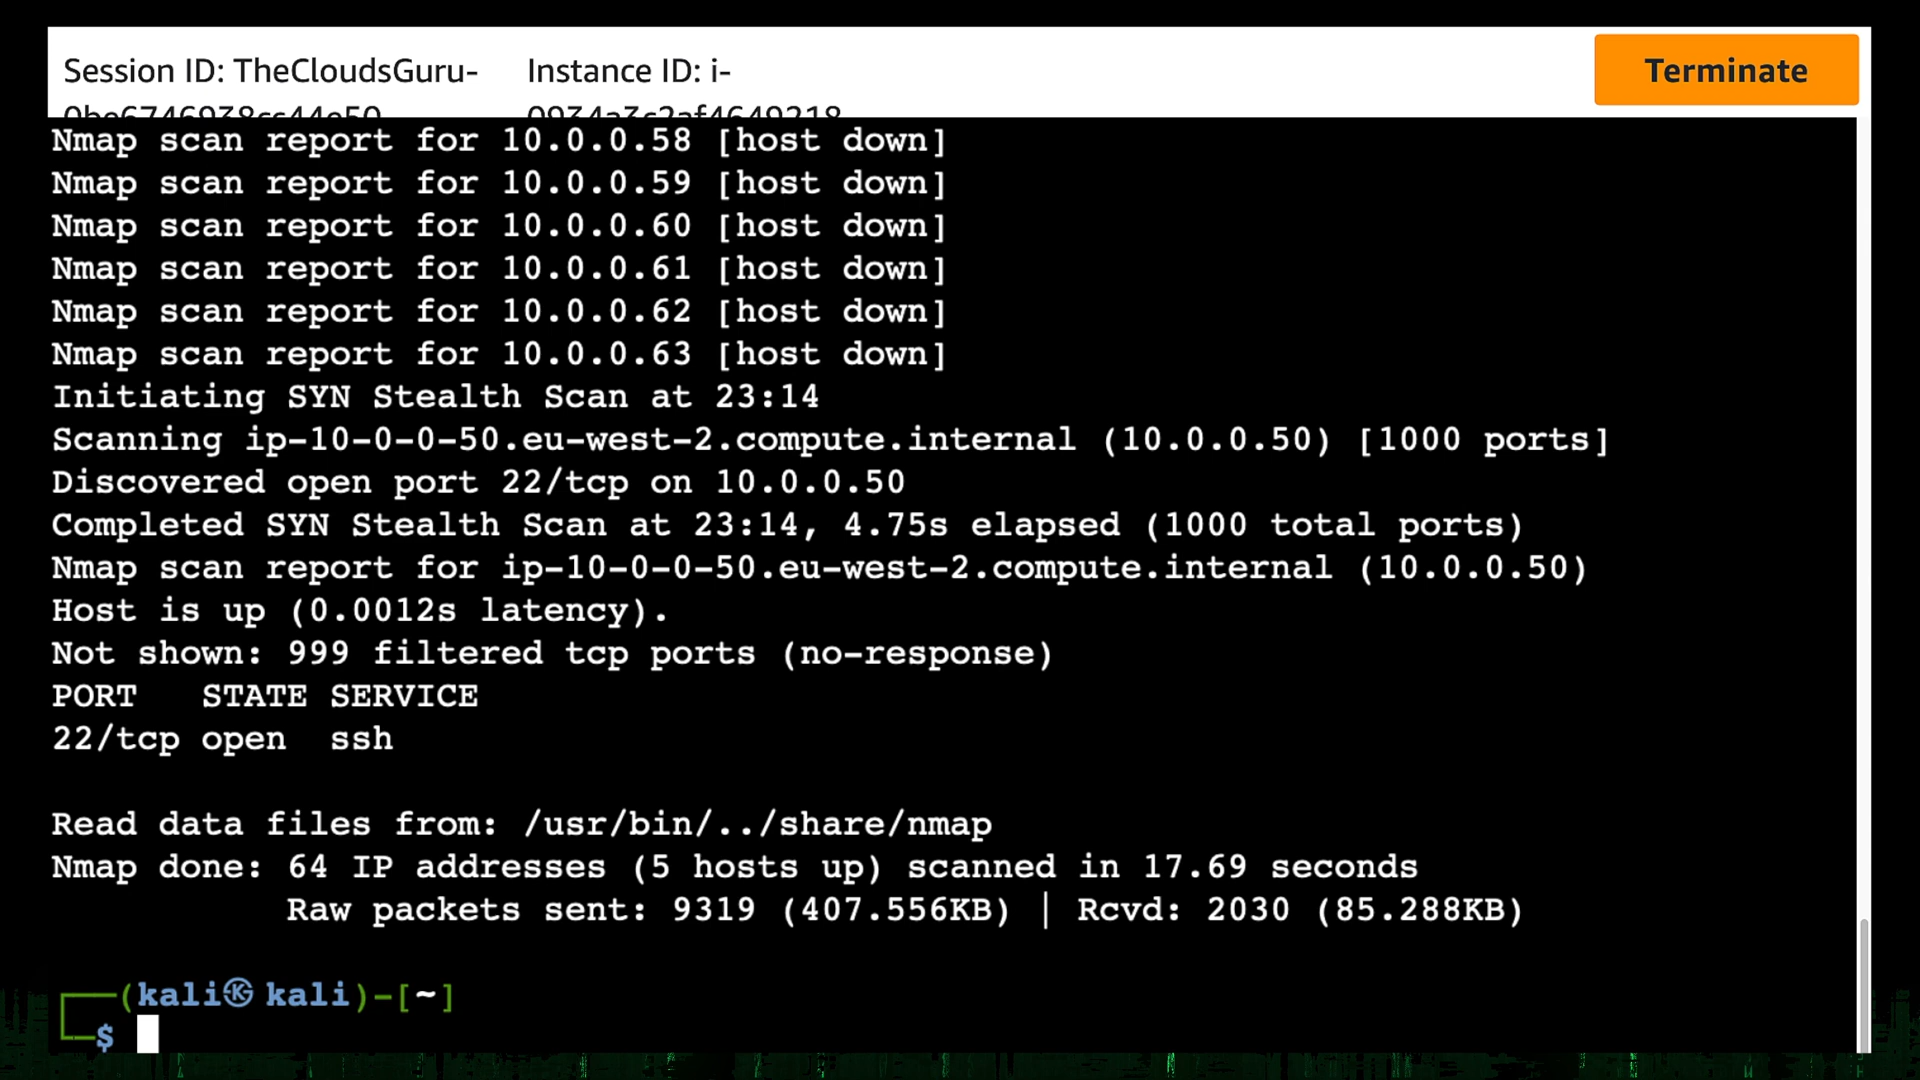 Session ID: TheCloudsGuru- Instance ID: i- Terminate
Nmap scan report for 10.0.0.58 [host down]
Nmap scan report for 10.0.0.59 [host down]
Nmap scan report for 10.0.0.60 [host down]
Nmap scan report for 10.0.0.61 [host down]
Nmap scan report for 10.0.0.62 [host down]
Nmap scan report for 10.0.0.63 [host down]
Initiating SYN Stealth Scan at 23:14
Scanning ip-10-0-0-50.eu-west-2.compute.internal (10.0.0.50) [1000 ports]
Discovered open port 22/tcp on 10.0.0.50
Completed SYN Stealth Scan at 23:14, 4.75s elapsed (1000 total ports)
Nmap scan report for ip-10-0-0-50.eu-west-2.compute.internal (10.0.0.50)
Host is up (0.0012s latency).
Not shown: 999 filtered tcp ports (no-response)
PORT   STATE SERVICE
22/tcp open  ssh
Read data files from: /usr/bin/../share/nmap
Nmap done: 64 IP addresses (5 hosts up) scanned in 17.69 seconds
Raw packets sent: 9319 (407.556KB) | Rcvd: 2030 (85.288KB)
┌──(kali㉿kali)-[~]
└─$